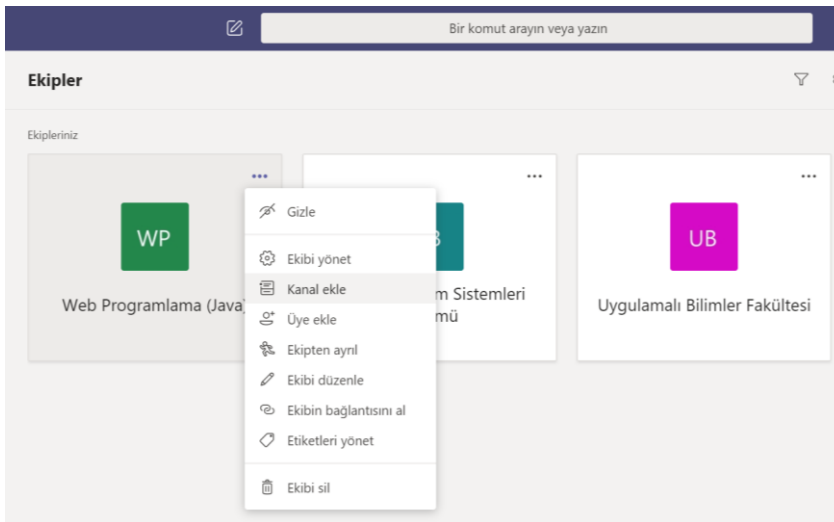 Bir komut arayın veya yazın
Ekipler
Ekipleriniz
WP
Web Programlama (Java)
Gizle
Ekibi yönet
Kanal ekle
Üye ekle
Ekipten ayrıl
Ekibi düzenle
Ekibin bağlantısını al
Etiketleri yönet
Ekibi sil
Sistemleri
UB
Uygulamalı Bilimler Fakültesi